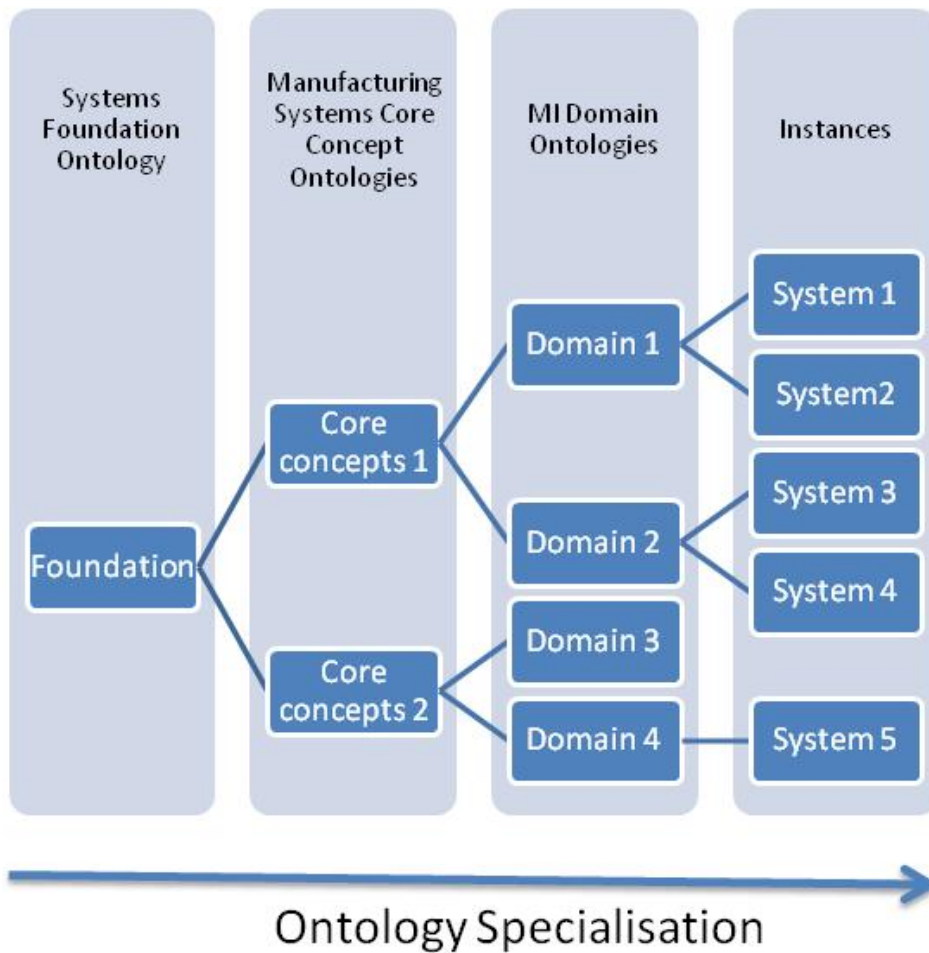 Systems
Foundation
Ontology
Manufacturing
Systems Core
Concept
Ontologies
MI Domain
Ontologies
Instances
Foundation
Core
concepts 1
Core
concepts 2
Domain 1
Domain 2
Domain 3
Domain 4
System 1
System2
System 3
System 4
System 5
Ontology Specialisation